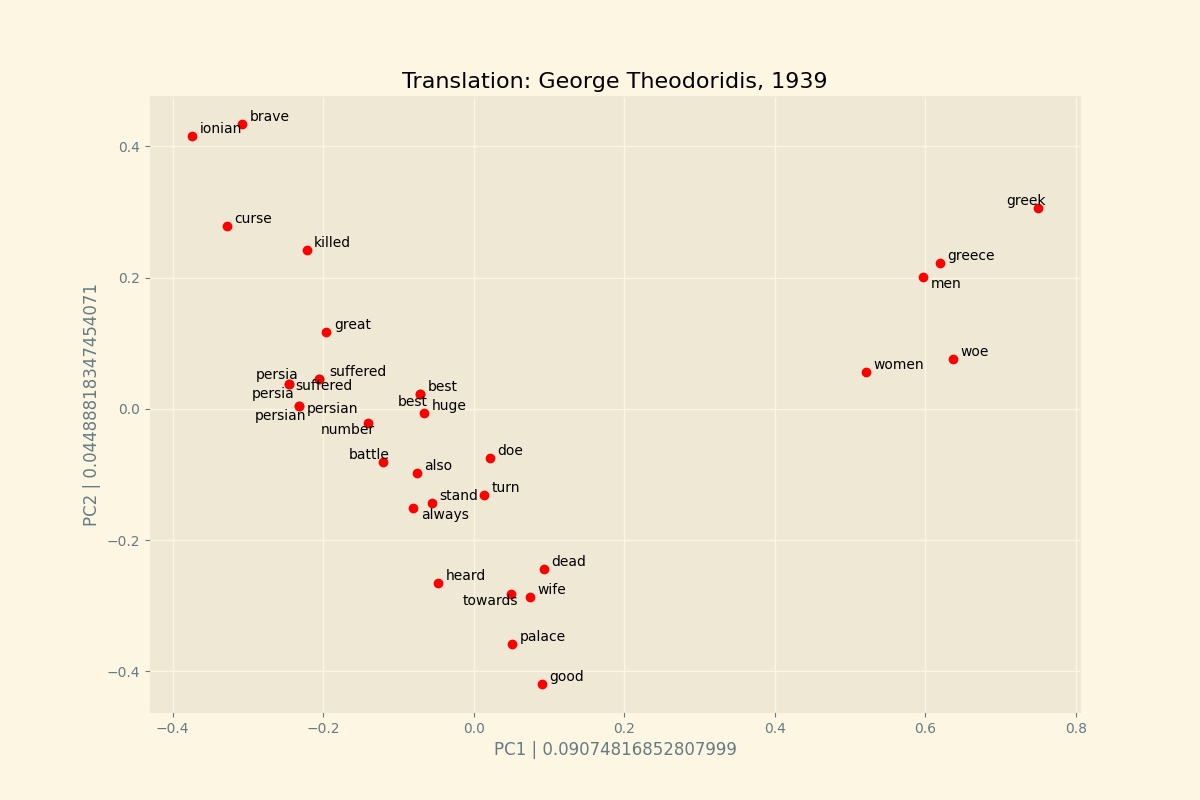 Translation: George Theodoridis, 1939
brave
ionian
curse
killed
greek
greece
men
great
woe
women
suffered
persia
suffered
persia
best
best
huge
persian
persian
number
battle
doe
also
turn
stand
always
dead
heard
wife
towards
palace
good
0.4
0.2
0.0
−0.2
−0.4
PC2 | 0.04488818347454071
−0.4
−0.2
0.0
0.2
0.4
0.6
0.8
PC1 | 0.09074816852807999